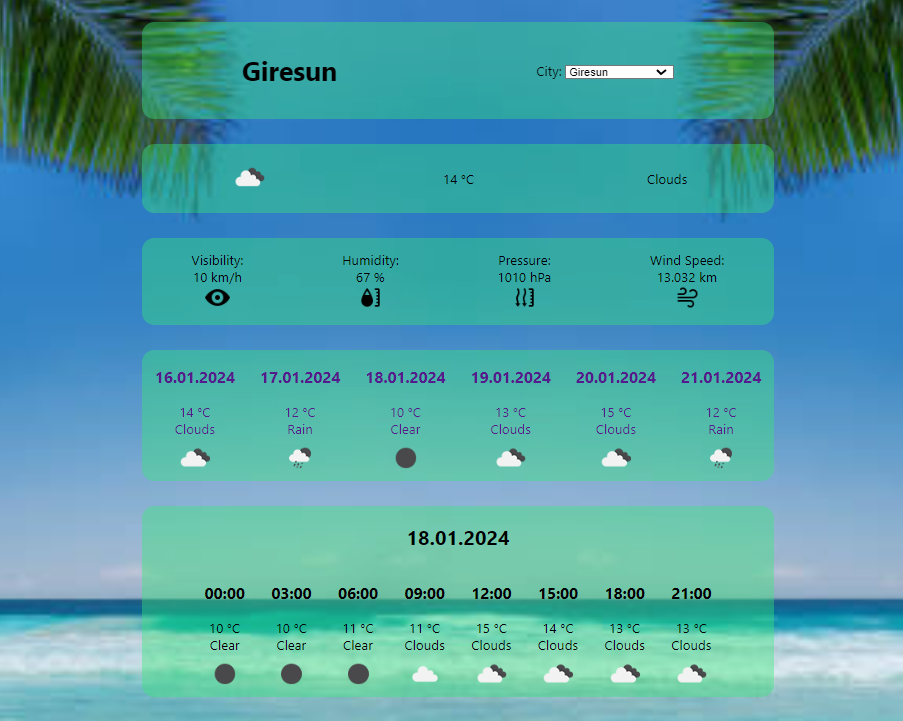 Giresun
City: Giresun
14 °C Clouds
Visibility: Humidity: Pressure: Wind Speed:
10 km/h 67 % 1010 hPa 13.032 km
16.01.2024 17.01.2024 18.01.2024 19.01.2024 20.01.2024 21.01.2024
14 °C 12 °C 10 °C 13 °C 15 °C 12 °C
Clouds Rain Clear Clouds Clouds Rain
18.01.2024
00:00 03:00 06:00 09:00 12:00 15:00 18:00 21:00
10 °C 10 °C 11 °C 11 °C 15 °C 14 °C 13 °C 13 °C
Clear Clear Clear Clouds Clouds Clouds Clouds Clouds